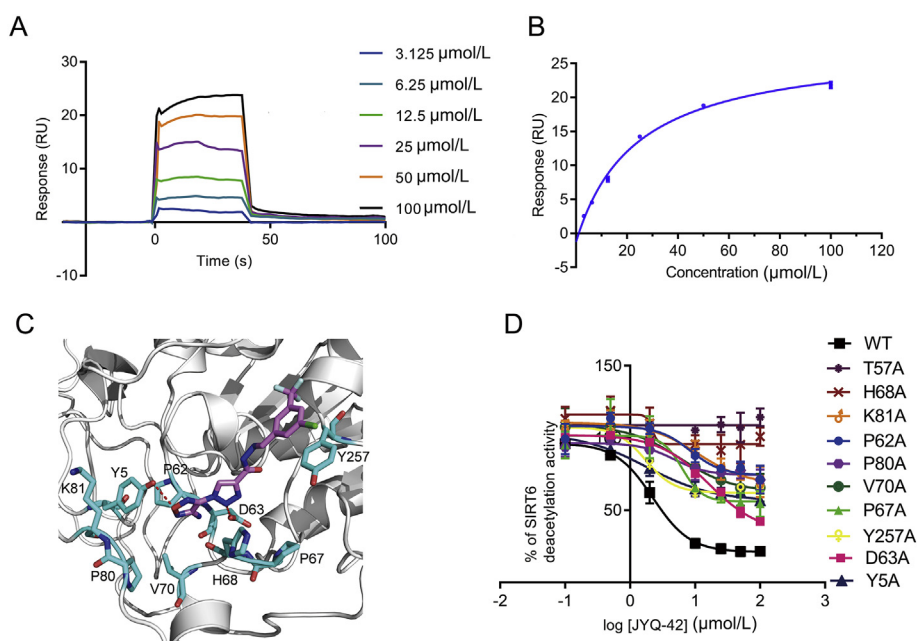 A
Response (RU)
30
20
10
0
-10
0
50
100
Time (s)
3.125 µmol/L
6.25 µmol/L
12.5 µmol/L
25 µmol/L
50 µmol/L
100 µmol/L
B
Response (RU)
25
20
15
10
5
0
-5
20
40
60
80
100
120
Concentration (µmol/L)
C
K81
Y5
P62
Y257
D63
P80
V70
H68
P67
D
% of SIRT6
deacetylation activity
150
50
-2
-1
0
1
2
3
log [JYQ-42] (µmol/L)
WT
T57A
H68A
K81A
P62A
P80A
V70A
P67A
Y257A
D63A
Y5A